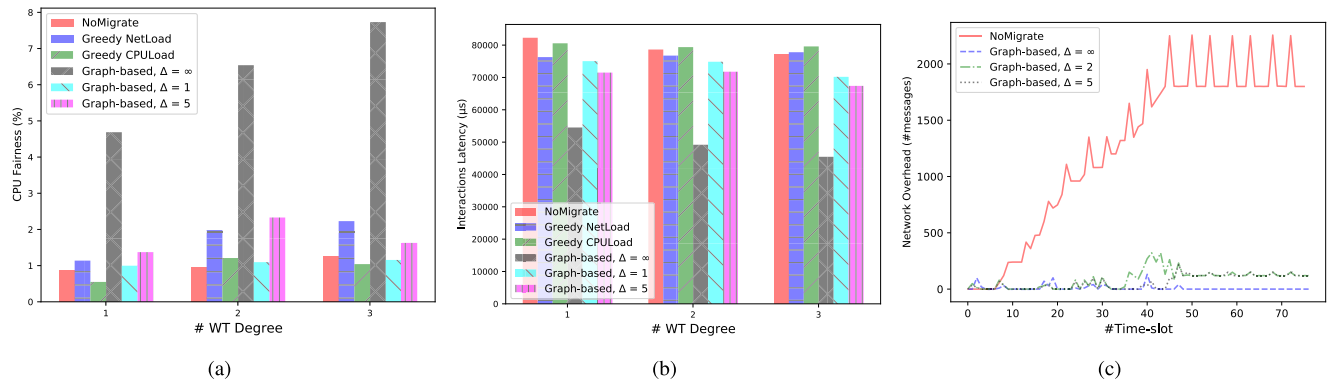 8%
7%
6%
5%
4%
3%
2%
1%
0%
CPU Fairness (%)
NoMigrate
Greedy NetLoad
Greedy CPULoad
Graph-based, Δ = ∞
Graph-based, Δ = 1
Graph-based, Δ = 5
1 2 3
# WT Degree
(a)
80000
70000
60000
50000
40000
30000
20000
10000
0
Interactions Latency (μs)
NoMigrate
Greedy NetLoad
Greedy CPULoad
Graph-based, Δ = ∞
Graph-based, Δ = 1
Graph-based, Δ = 5
1 2 3
# WT Degree
(b)
2000
1500
1000
500
0
Network Overhead (#messages)
NoMigrate
Graph-based, Δ = ∞
Graph-based, Δ = 2
Graph-based, Δ = 5
0 10 20 30 40 50 60 70
#Time-slot
(c)